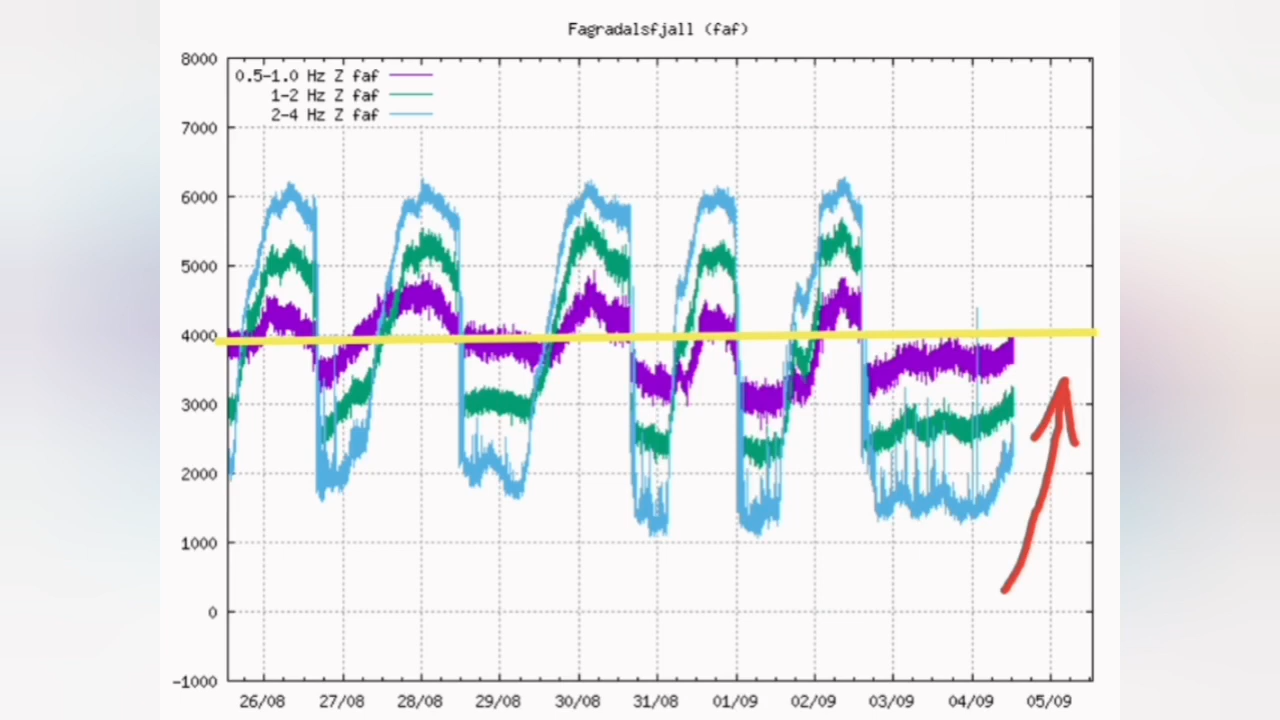 Fagradalsfjall (faf)
8000
0.5-1.0 Hz Z faf
1-2 Hz Z faf
2-4 Hz Z faf
7000
6000
5000
4000
3000
2000
1000
0
-1000
26/08 27/08 28/08 29/08 30/08 31/08 01/09 02/09 03/09 04/09 05/09